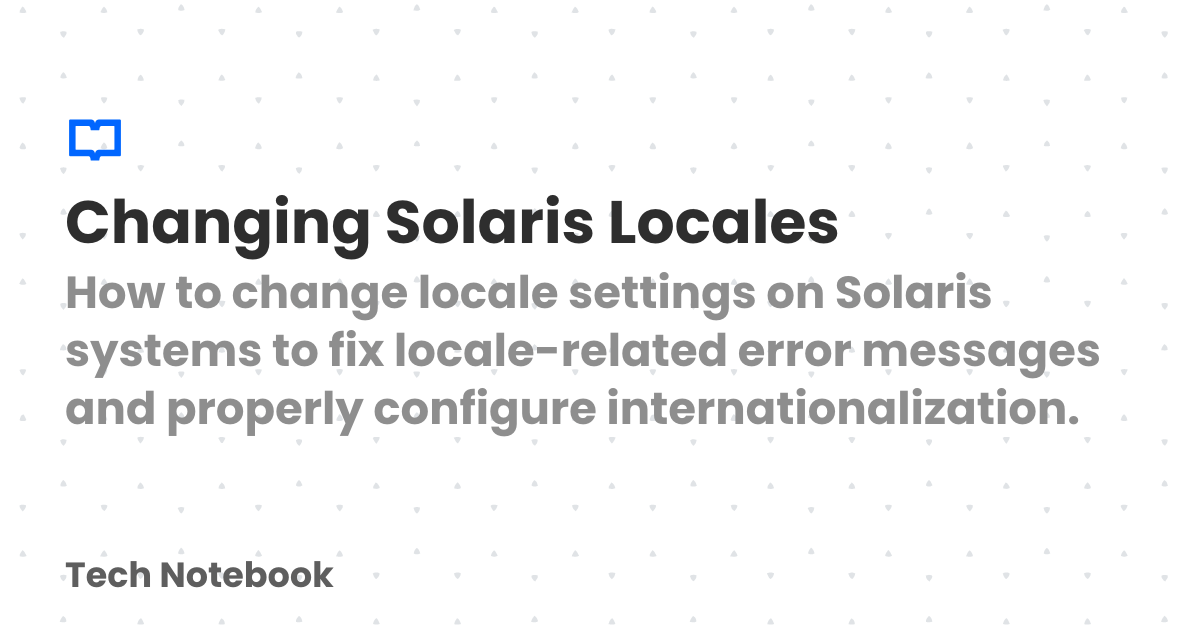 Changing Solaris Locales
How to change locale settings on Solaris
systems to fix locale-related error messages
and properly configure internationalization.
Tech Notebook